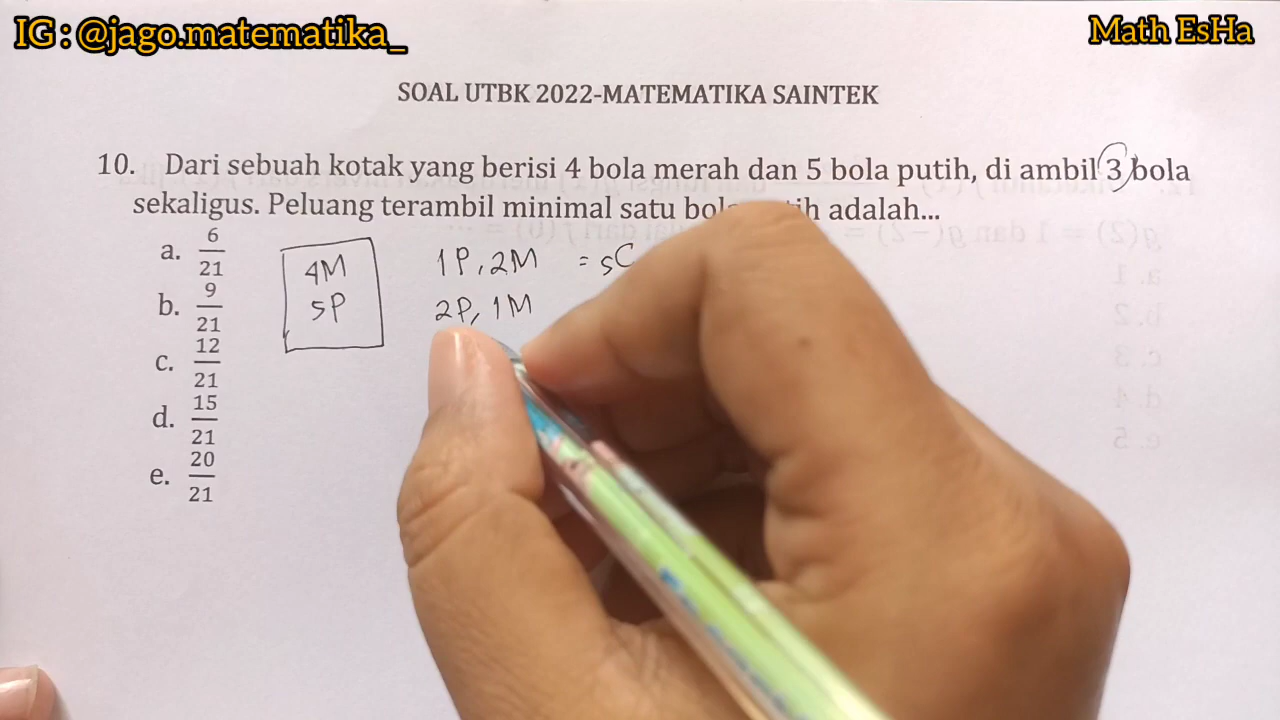 IG : @jago.matematika_
Math EsHa
SOAL UTBK 2022-MATEMATIKA SAINTEK
10. Dari sebuah kotak yang berisi 4 bola merah dan 5 bola putih, di ambil 3 bola
sekaligus. Peluang terambil minimal satu adalah...
a. 6/21
b. 9/21
c. 12/21
d. 15/21
e. 20/21
4M
5P
1P, 2M = 5C
2P, 1M